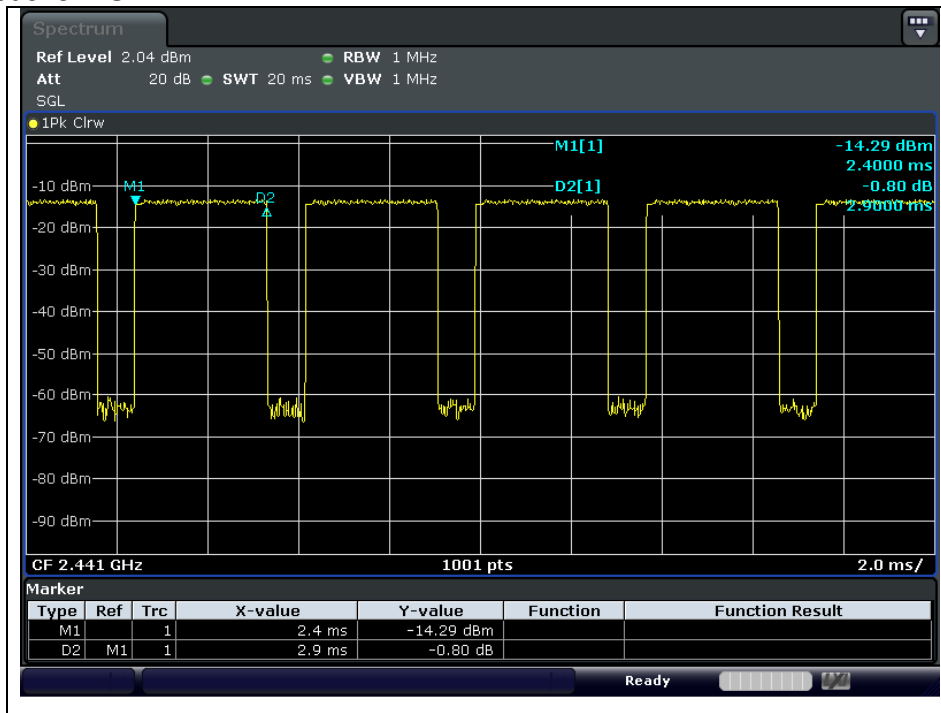 Spectrum
Ref Level 2.04 dBm RBW 1 MHz
Att 20 dB SWT 20 ms VBW 1 MHz
SGL
1Pk Clrw
M1[1] -14.29 dBm
2.4000 ms
-10 dBm M1 D2 D2[1] -0.80 dB
2.9000 ms
-20 dBm
-30 dBm
-40 dBm
-50 dBm
-60 dBm
-70 dBm
-80 dBm
-90 dBm
CF 2.441 GHz 1001 pts 2.0 ms/
Marker
Type Ref Trc X-value Y-value Function Function Result
M1 1 2.4 ms -14.29 dBm
D2 M1 1 2.9 ms -0.80 dB
Ready